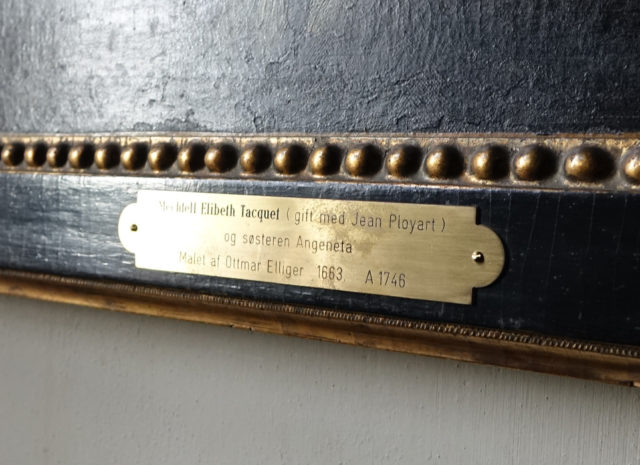 Mechtell Elibeth Tacquet ( gift med Jean Ployart )
og søsteren Angeneta
Malet af Ottmar Elliger 1663. A 1746